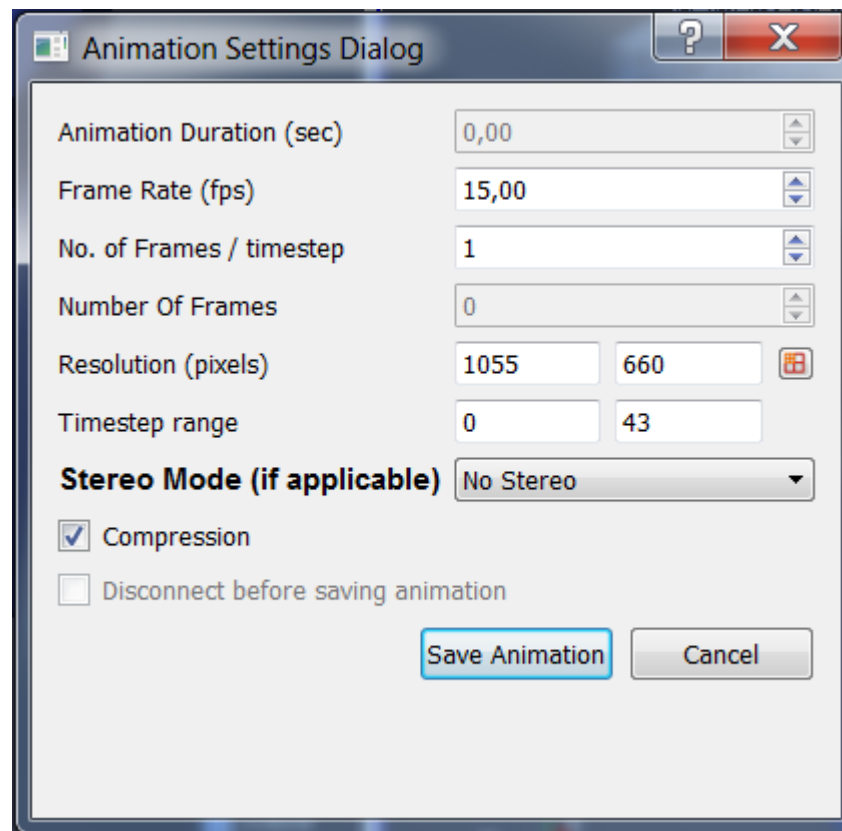 Animation Settings Dialog
Animation Duration (sec) 0,00
Frame Rate (fps) 15,00
No. of Frames / timestep 1
Number Of Frames 0
Resolution (pixels) 1055 660
Timestep range 0 43
Stereo Mode (if applicable) No Stereo
Compression
Disconnect before saving animation
Save Animation Cancel